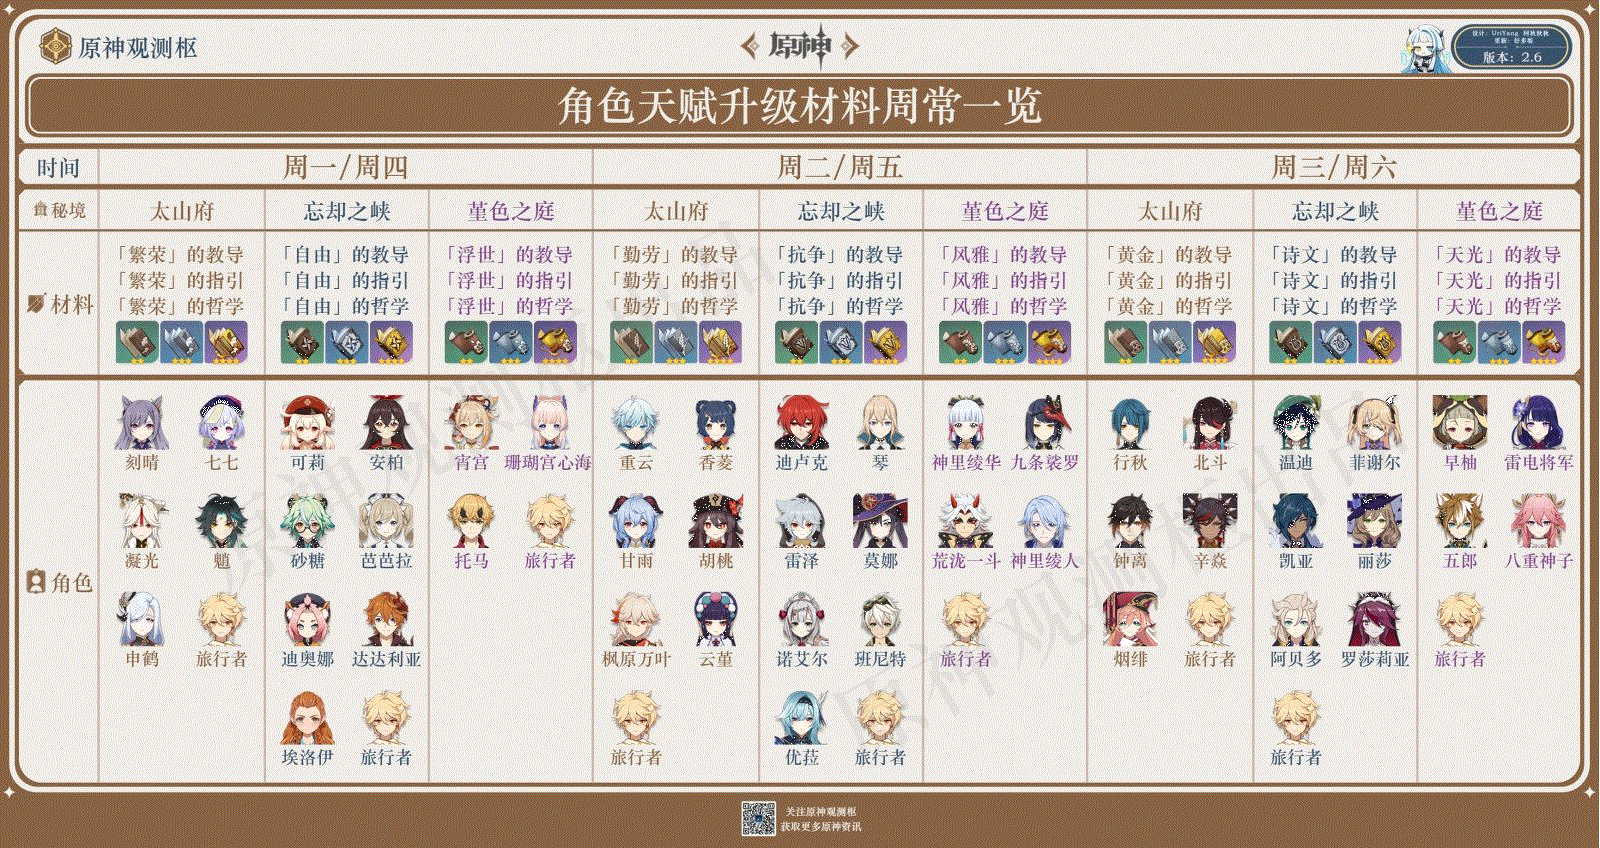 原神观测枢
原神
设计：UriYang 阿秋秋秋
版本：2.6
角色天赋升级材料周常一览
时间 周一/周四 周二/周五 周三/周六
秘境 太山府 忘却之峡 堇色之庭 太山府 忘却之峡 堇色之庭 太山府 忘却之峡 堇色之庭
「繁荣」的教导 「自由」的教导 「浮世」的教导 「勤劳」的教导 「抗争」的教导 「风雅」的教导 「黄金」的教导 「诗文」的教导 「天光」的教导
「繁荣」的指引 「自由」的指引 「浮世」的指引 「勤劳」的指引 「抗争」的指引 「风雅」的指引 「黄金」的指引 「诗文」的指引 「天光」的指引
材料 「繁荣」的哲学 「自由」的哲学 「浮世」的哲学 「勤劳」的哲学 「抗争」的哲学 「风雅」的哲学 「黄金」的哲学 「诗文」的哲学 「天光」的哲学
刻晴 七七 可莉 安柏 宵宫 珊瑚宫心海 重云 香菱 迪卢克 琴 神里绫华 九条裟罗 行秋 北斗 温迪 菲谢尔 早柚 雷电将军
凝光 魈 砂糖 芭芭拉 托马 旅行者 甘雨 胡桃 雷泽 莫娜 荒泷一斗 神里绫人 钟离 辛焱 凯亚 丽莎 五郎 八重神子
角色
申鹤 旅行者 迪奥娜 达达利亚 枫原万叶 云堇 诺艾尔 班尼特 旅行者 烟绯 旅行者 阿贝多 罗莎莉亚 旅行者
埃洛伊 旅行者 旅行者 优菈 旅行者 旅行者
关注原神观测枢
获取更多原神资讯